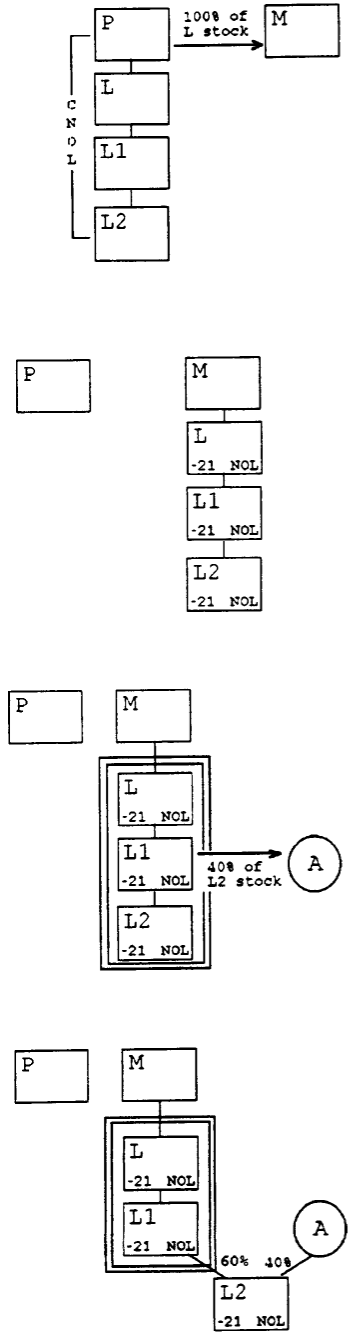 P
100% of
L stock
M
L
C
N
O
L
L1
L2
P
M
L
-21 NOL
L1
-21 NOL
L2
-21 NOL
P
M
L
-21 NOL
L1
-21 NOL
40% of
L2 stock
A
L2
-21 NOL
P
M
L
-21 NOL
L1
-21 NOL
A
60% 40%
L2
-21 NOL